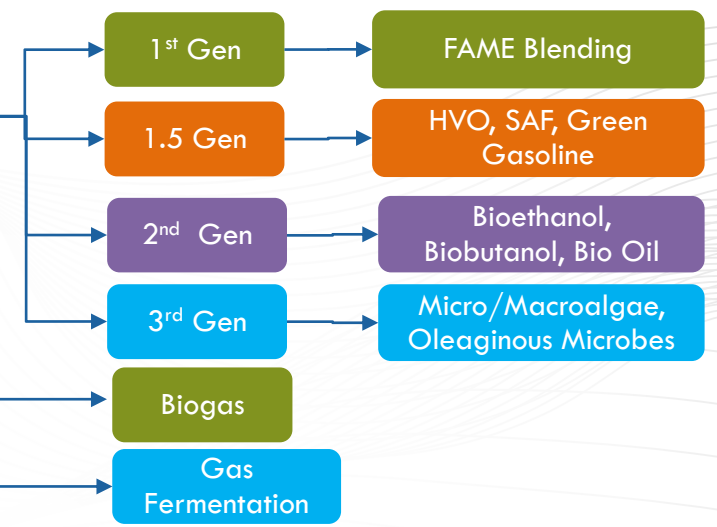 1st Gen
FAME Blending
1.5 Gen
HVO, SAF, Green
Gasoline
2nd Gen
Bioethanol,
Biobutanol, Bio Oil
3rd Gen
Micro/Macroalgae,
Oleaginous Microbes
Biogas
Gas
Fermentation